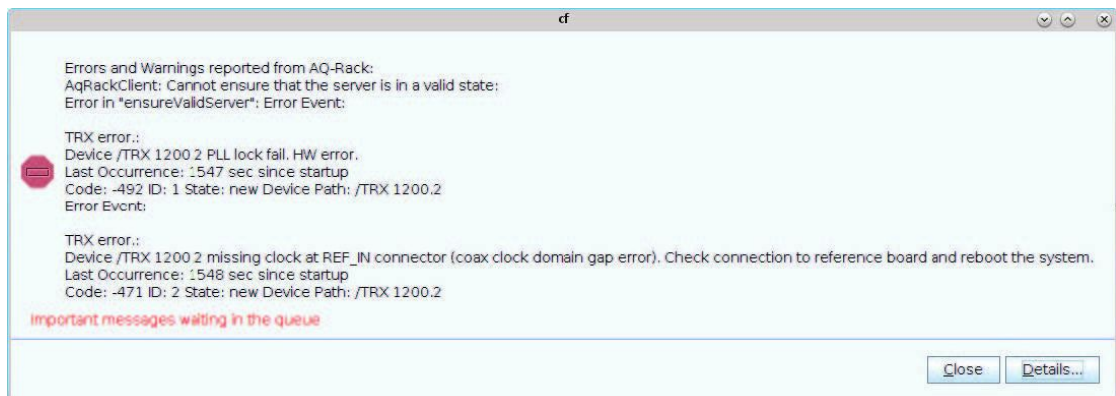 cf
Errors and Warnings reported from AQ-Rack:
AqRackClient: Cannot ensure that the server is in a valid state:
Error in "ensureValidServer": Error Event:
TRX error.:
Device /TRX 1200.2 PLL lock fail. HW error.
Last Occurrence: 1547 sec since startup
Code: -492 ID: 1 State: new Device Path: /TRX 1200.2
Error Event:
TRX error.:
Device /TRX 1200.2 missing clock at REF_IN connector (coax clock domain gap error). Check connection to reference board and reboot the system.
Last Occurrence: 1548 sec since startup
Code: -471 ID: 2 State: new Device Path: /TRX 1200.2
Important messages waiting in the queue
Close Details...